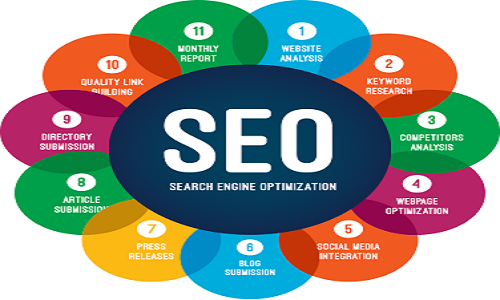 SEO
SEARCH ENGINE OPTIMIZATION
1
WEBSITE
ANALYSIS
2
KEYWORD
RESEARCH
3
COMPETITORS
ANALYSIS
4
WEBPAGE
OPTIMIZATION
5
SOCIAL MEDIA
INTEGRATION
6
BLOG
SUBMISSION
7
PRESS
RELEASES
8
ARTICLE
SUBMISSION
9
DIRECTORY
SUBMISSION
10
QUALITY LINK
BUILDING
11
MONTHLY
REPORT